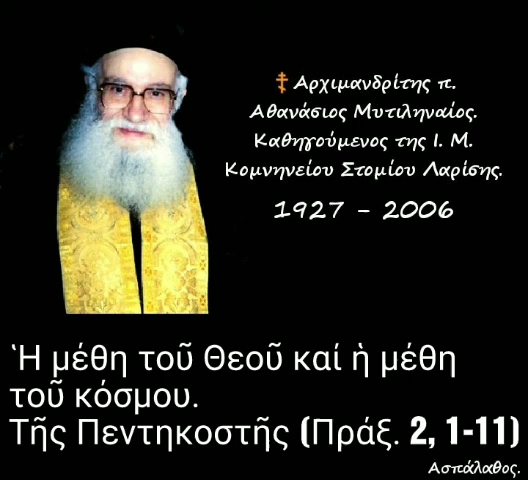 ‡ Αρχιμανδρίτης π.
Αθανάσιος Μυτιληναίος.
Καθηγούμενος της Ι. Μ.
Κομνηνείου Στομίου Λαρίσης.
1927 - 2006
Ἡ μέθη τοῦ Θεοῦ καί ἡ μέθη
τοῦ κόσμου.
Τῆς Πεντηκοστῆς (Πράξ. 2, 1-11)
Ασπάλαθος.